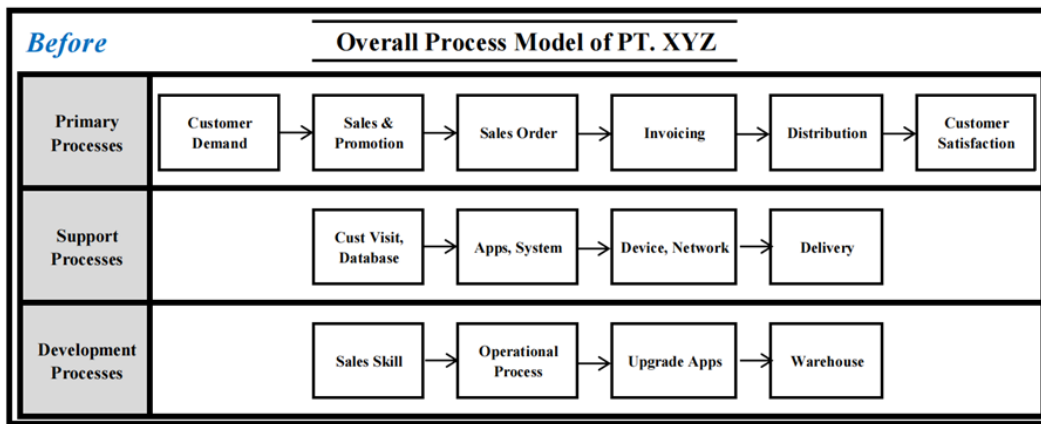 Before
Overall Process Model of PT. XYZ
Primary
Processes
Customer
Demand
Sales &
Promotion
Sales Order
Invoicing
Distribution
Customer
Satisfaction
Support
Processes
Cust Visit,
Database
Apps, System
Device, Network
Delivery
Development
Processes
Sales Skill
Operational
Process
Upgrade Apps
Warehouse